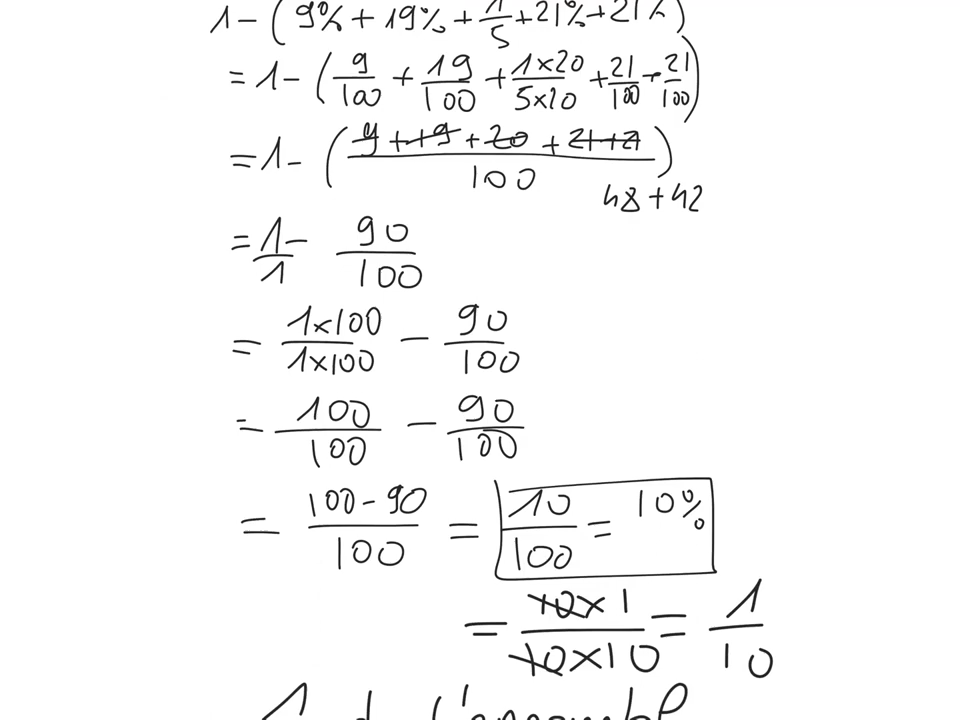 1 - (9% + 19% + 1/5 + 21% + 21%)
= 1 - (9/100 + 19/100 + 1×20/5×20 + 21/100 + 21/100)
= 1 - (9 + 19 + 20 + 21 + 21/100)
48 + 42
= 1/1 - 90/100
= 1×100/1×100 - 90/100
= 100/100 - 90/100
= 100 - 90/100 = 10/100 = 10%
= 10×1/10×10 = 1/10